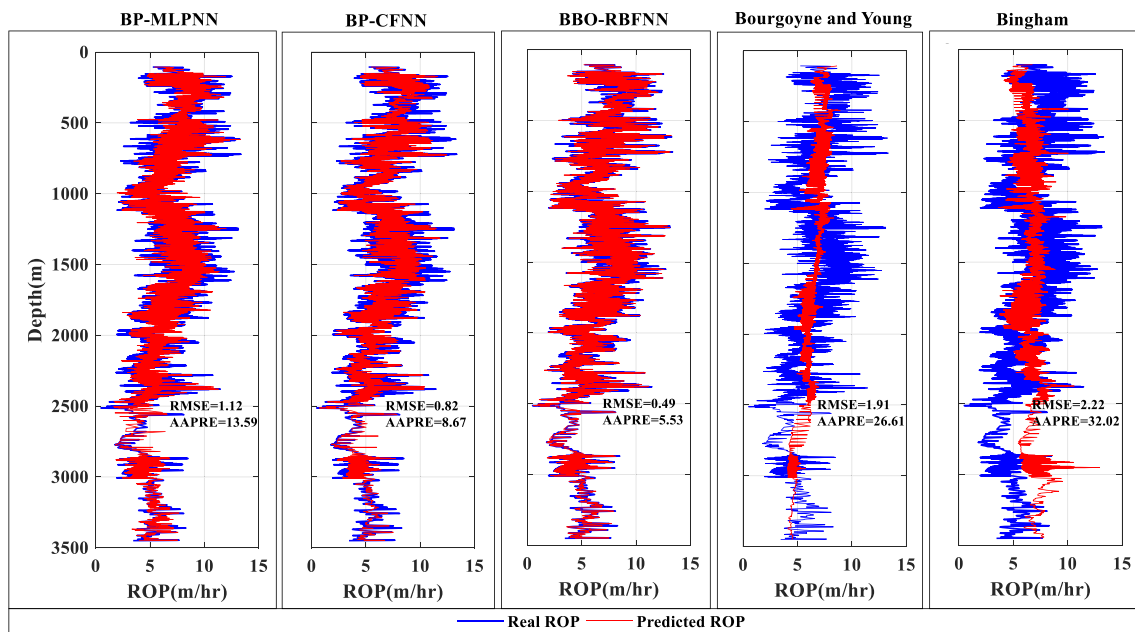 BP-MLPNN BP-CFNN BBO-RBFNN Bourgoyne and Young Bingham
0
500
1000
1500
2000
2500
3000
3500
Depth(m)
RMSE=1.12
AAPRE=13.59
RMSE=0.82
AAPRE=8.67
RMSE=0.49
AAPRE=5.53
RMSE=1.91
AAPRE=26.61
RMSE=2.22
AAPRE=32.02
0 5 10 15 0 5 10 15 0 5 10 15 0 5 10 15 0 5 10 15
ROP(m/hr) ROP(m/hr) ROP(m/hr) ROP(m/hr) ROP(m/hr)
Real ROP Predicted ROP